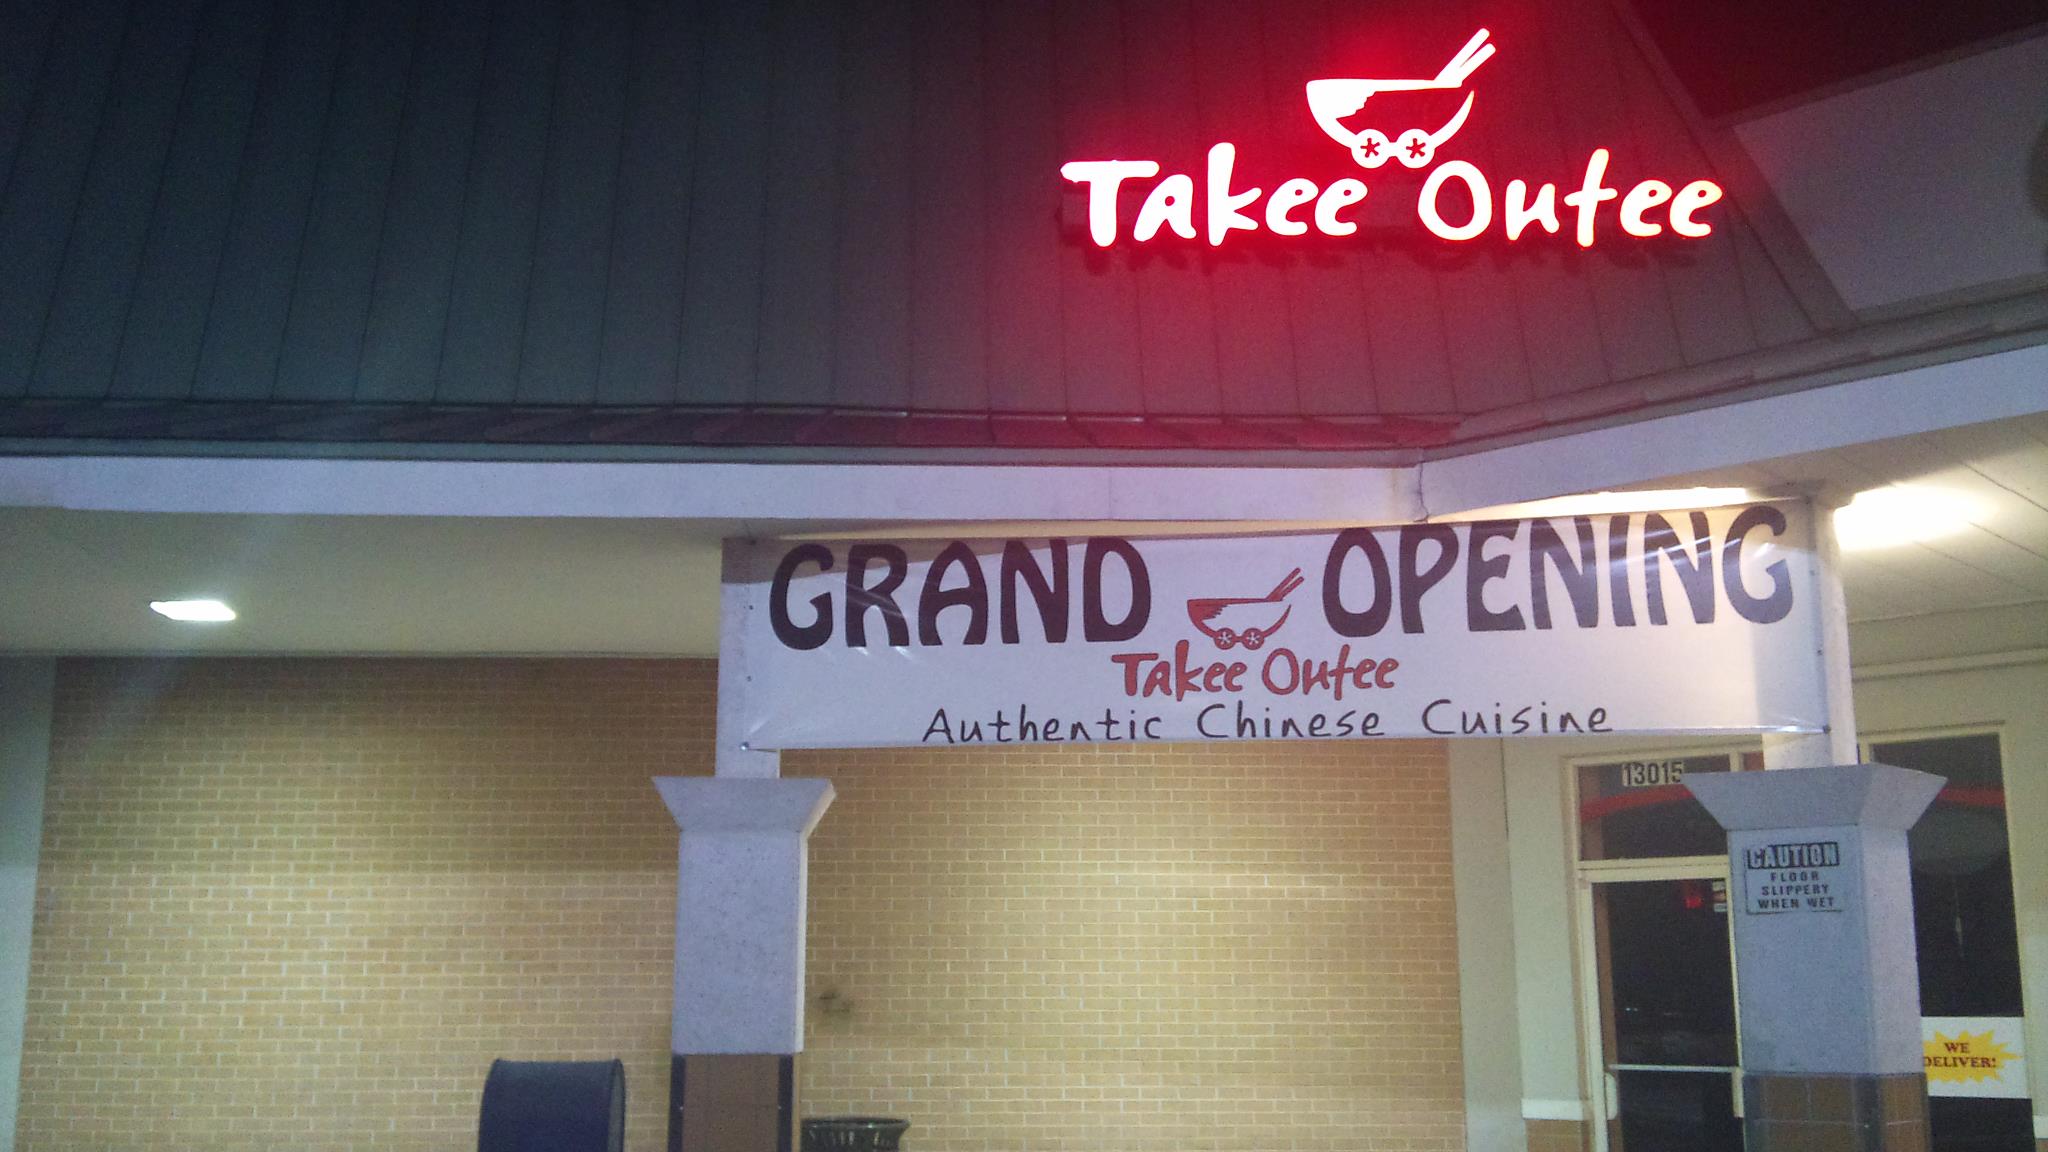 Takee Outee
GRAND OPENING
Takee Outee
Authentic Chinese Cuisine
13015
CAUTION
FLOOR
SLIPPERY
WHEN WET
WE
DELIVER!